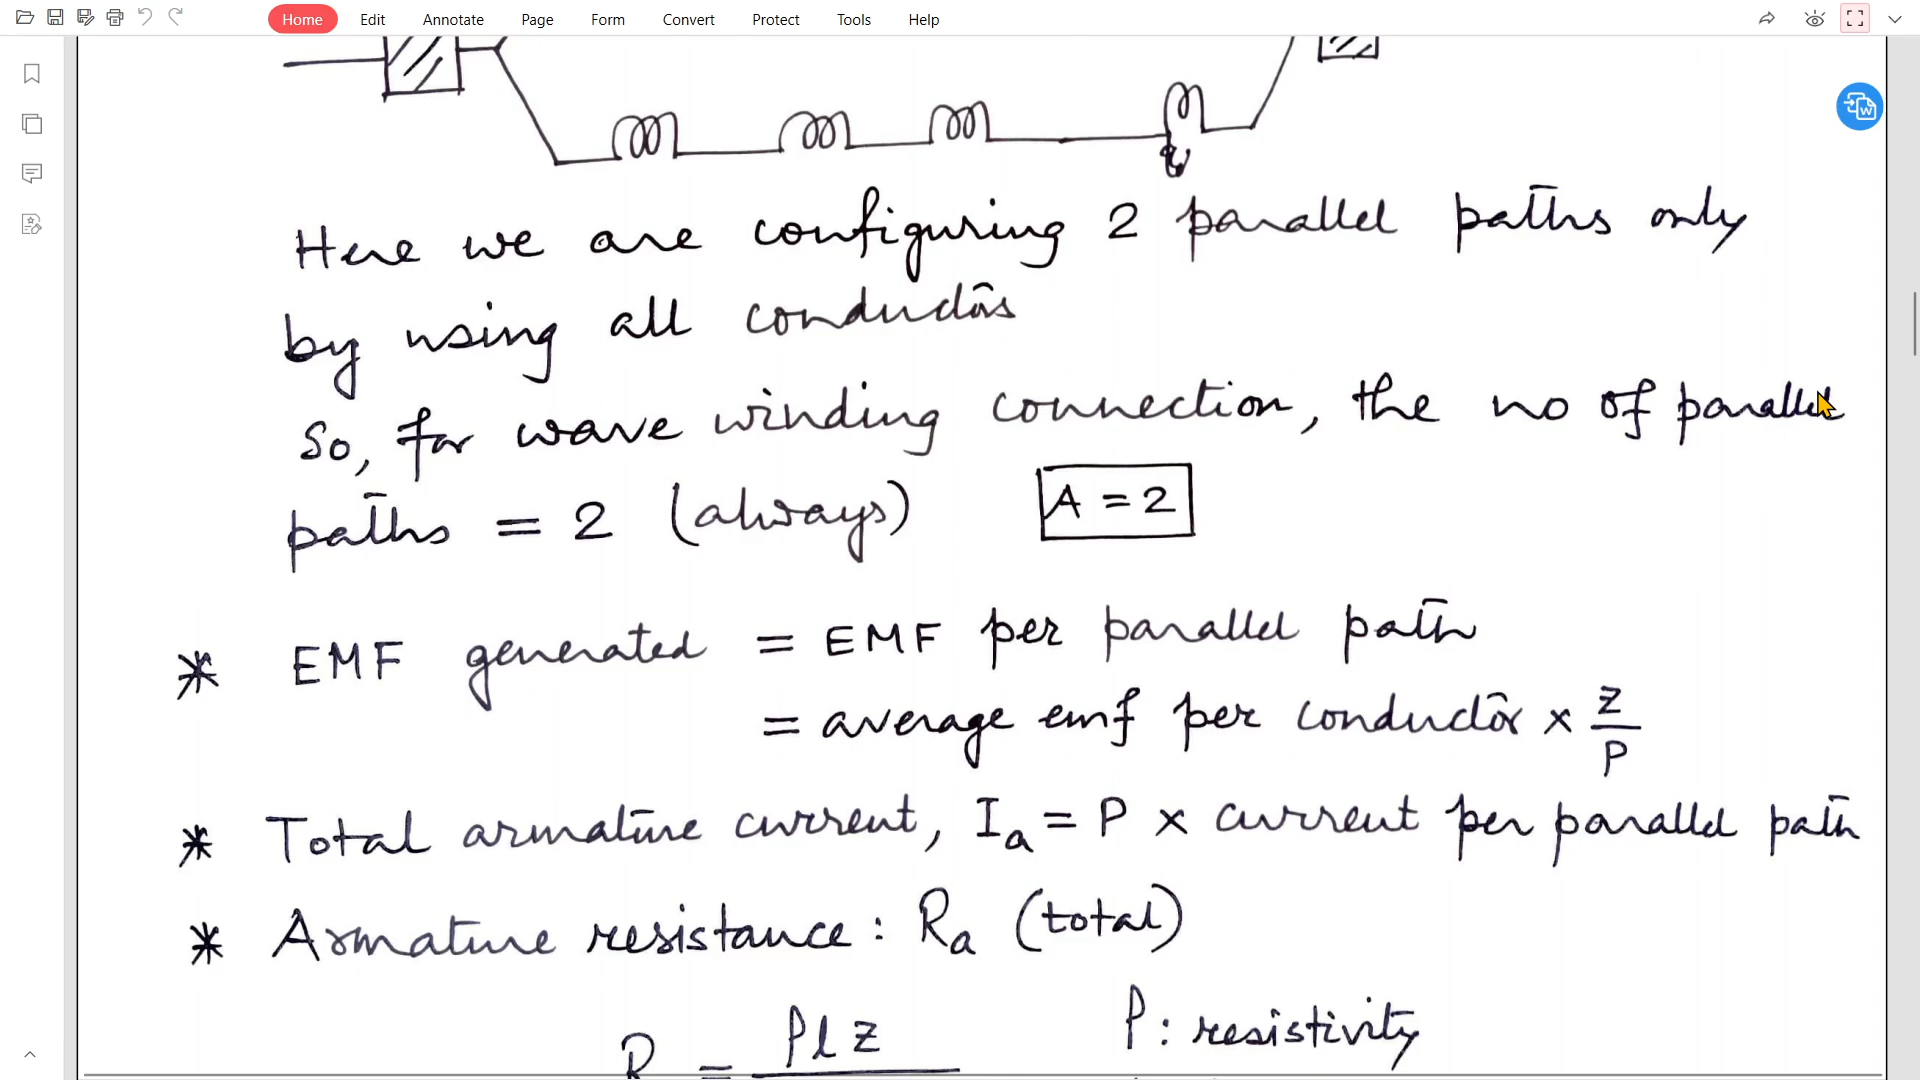 Home Edit Annotate Page Form Convert Protect Tools Help
Here we are configuring 2 parallel paths only
by using all conductors
So, for wave winding connection, the no of parallel
paths = 2 (always) A = 2
* EMF generated = EMF per parallel path
= average emf per conductor × Z/P
* Total armature current, Ia = P × current per parallel path
* Armature resistance: Ra (total)
R = ρlZ ρ: resistivity